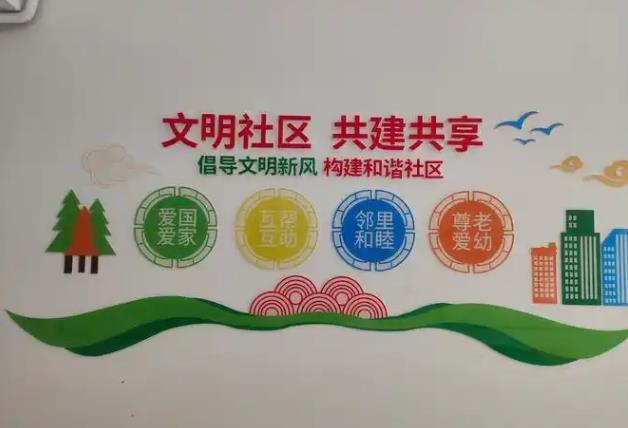 文明社区 共建共享
倡导文明新风 构建和谐社区
爱国
爱家
互帮
互助
邻里
和睦
尊老
爱幼